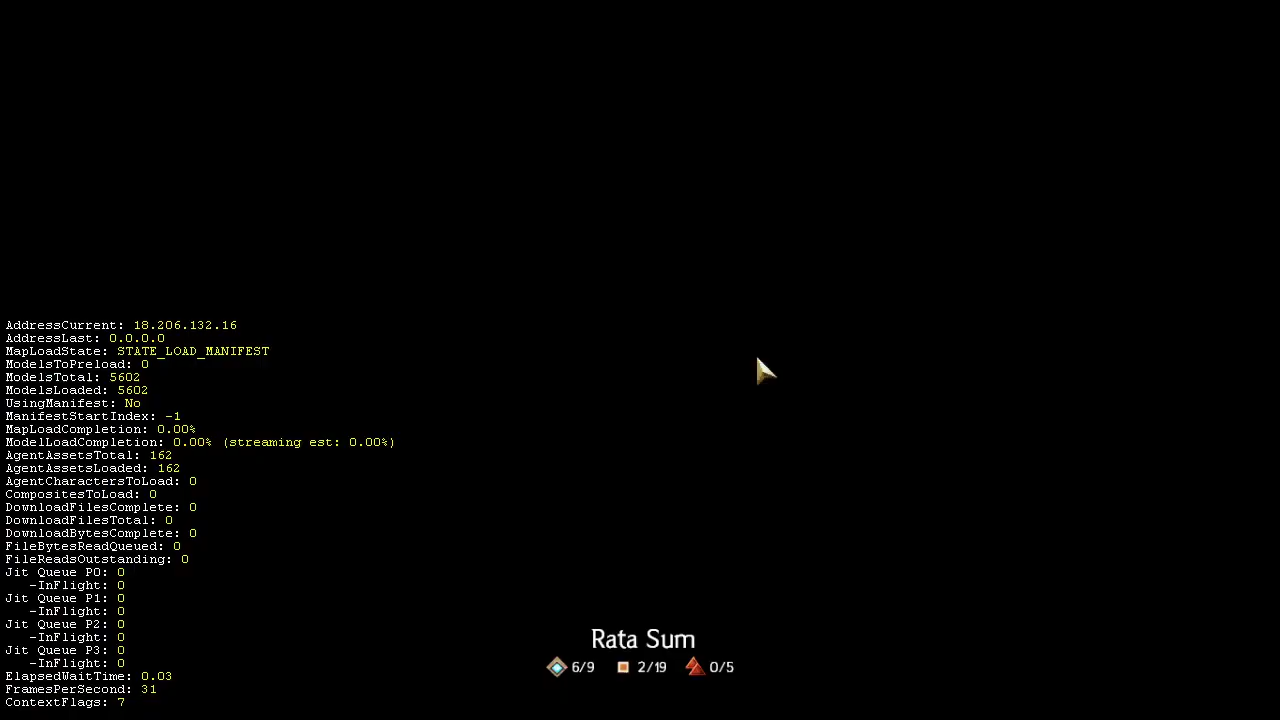 AddressCurrent: 18.206.132.16
AddressLast: 0.0.0.0
MapLoadState: STATE_LOAD_MANIFEST
ModelsToPreload: 0
ModelsTotal: 5602
ModelsLoaded: 5602
UsingManifest: No
ManifestStartIndex: -1
MapLoadCompletion: 0.00%
ModelLoadCompletion: 0.00% (streaming est: 0.00%)
AgentAssetsTotal: 162
AgentAssetsLoaded: 162
AgentCharactersToLoad: 0
CompositesToLoad: 0
DownloadFilesComplete: 0
DownloadFilesTotal: 0
DownloadBytesComplete: 0
FileBytesReadQueued: 0
FileReadsOutstanding: 0
Jit Queue P0: 0
-InFlight: 0
Jit Queue P1: 0
-InFlight: 0
Jit Queue P2: 0
-InFlight: 0
Jit Queue P3: 0
-InFlight: 0
ElapsedWaitTime: 0.03
FramesPerSecond: 31
ContextFlags: 7
Rata Sum
6/9 2/19 0/5